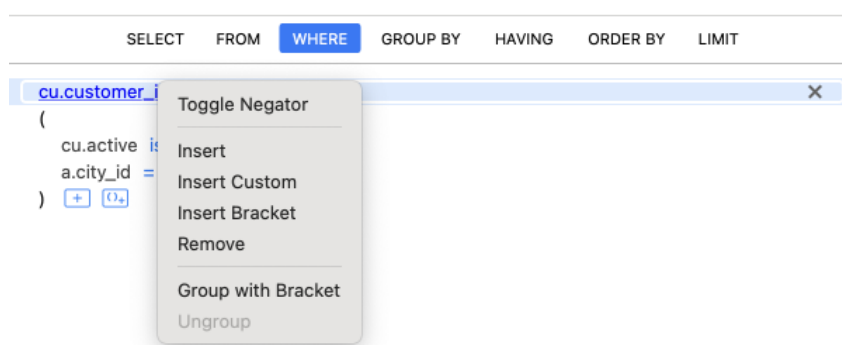 SELECT FROM WHERE GROUP BY HAVING ORDER BY LIMIT
cu.customer_i
(
cu.active is
a.city_id =
)
Toggle Negator
Insert
Insert Custom
Insert Bracket
Remove
Group with Bracket
Ungroup